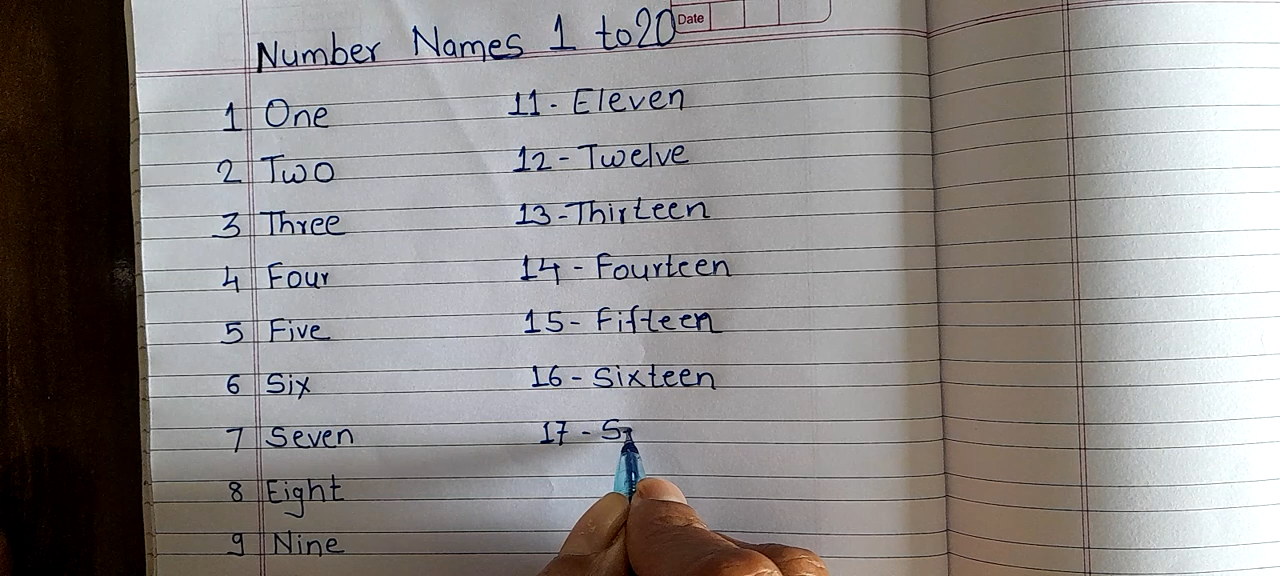 Date
Number Names 1 to 20
1 One
2 Two
3 Three
4 Four
5 Five
6 Six
7 Seven
8 Eight
9 Nine
11 - Eleven
12 - Twelve
13 - Thirteen
14 - Fourteen
15 - Fifteen
16 - Sixteen
17 - S